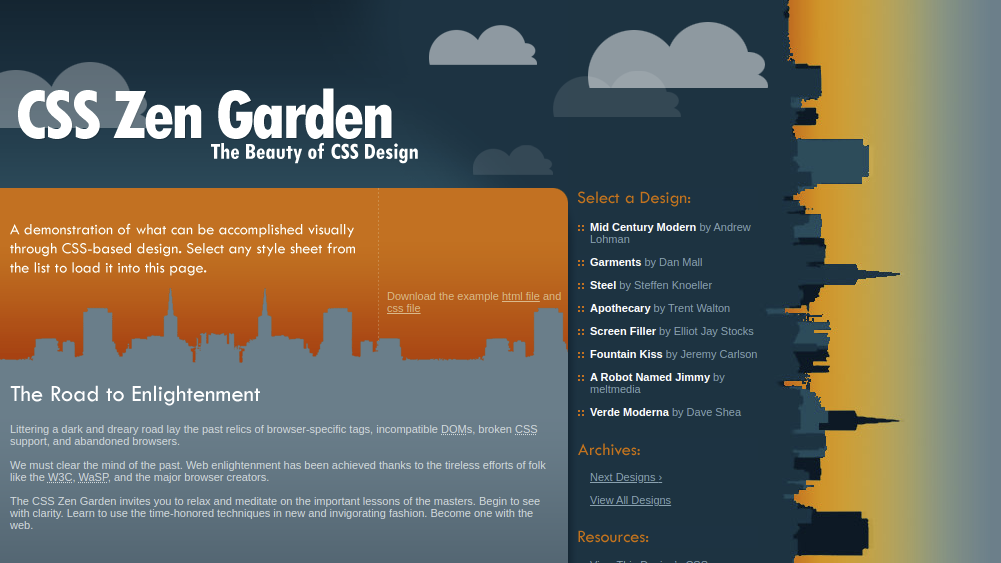 CSS Zen Garden
The Beauty of CSS Design
A demonstration of what can be accomplished visually
through CSS-based design. Select any style sheet from
the list to load it into this page.
Download the example html file and
css file
The Road to Enlightenment
Littering a dark and dreary road lay the past relics of browser-specific tags, incompatible DOMs, broken CSS
support, and abandoned browsers.
We must clear the mind of the past. Web enlightenment has been achieved thanks to the tireless efforts of folk
like the W3C, WaSP, and the major browser creators.
The CSS Zen Garden invites you to relax and meditate on the important lessons of the masters. Begin to see
with clarity. Learn to use the time-honored techniques in new and invigorating fashion. Become one with the
web.
Select a Design:
:: Mid Century Modern by Andrew
Lohman
:: Garments by Dan Mall
:: Steel by Steffen Knoeller
:: Apothecary by Trent Walton
:: Screen Filler by Elliot Jay Stocks
:: Fountain Kiss by Jeremy Carlson
:: A Robot Named Jimmy by
meltmedia
:: Verde Moderna by Dave Shea
Archives:
Next Designs ›
View All Designs
Resources:
View This Design's CSS